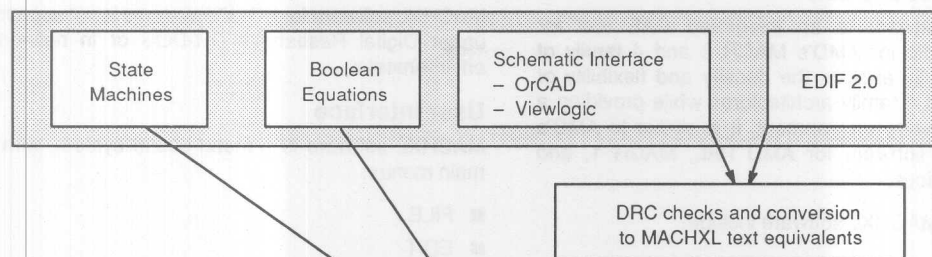 State
Machines
Boolean
Equations
Schematic Interface
– OrCAD
– Viewlogic
EDIF 2.0
DRC checks and conversion
to MACHXL text equivalents